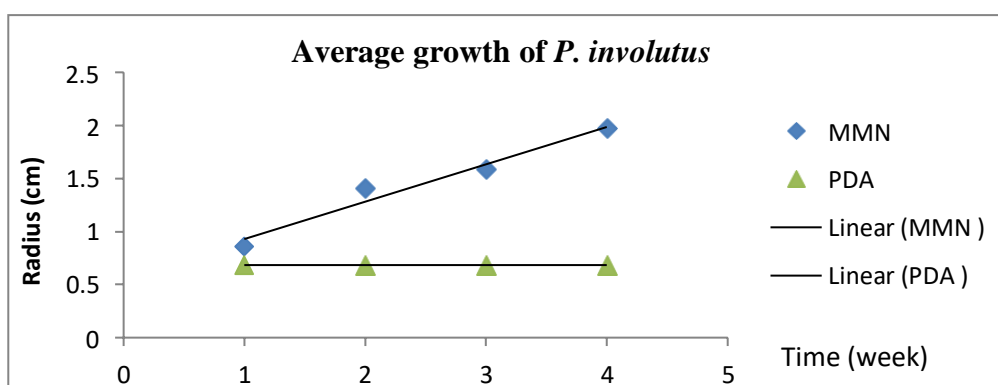 Average growth of P. involutus
2.5
2
1.5
1
0.5
0
Radius (cm)
0 1 2 3 4 5
Time (week)
MMN
PDA
Linear (MMN )
Linear (PDA )